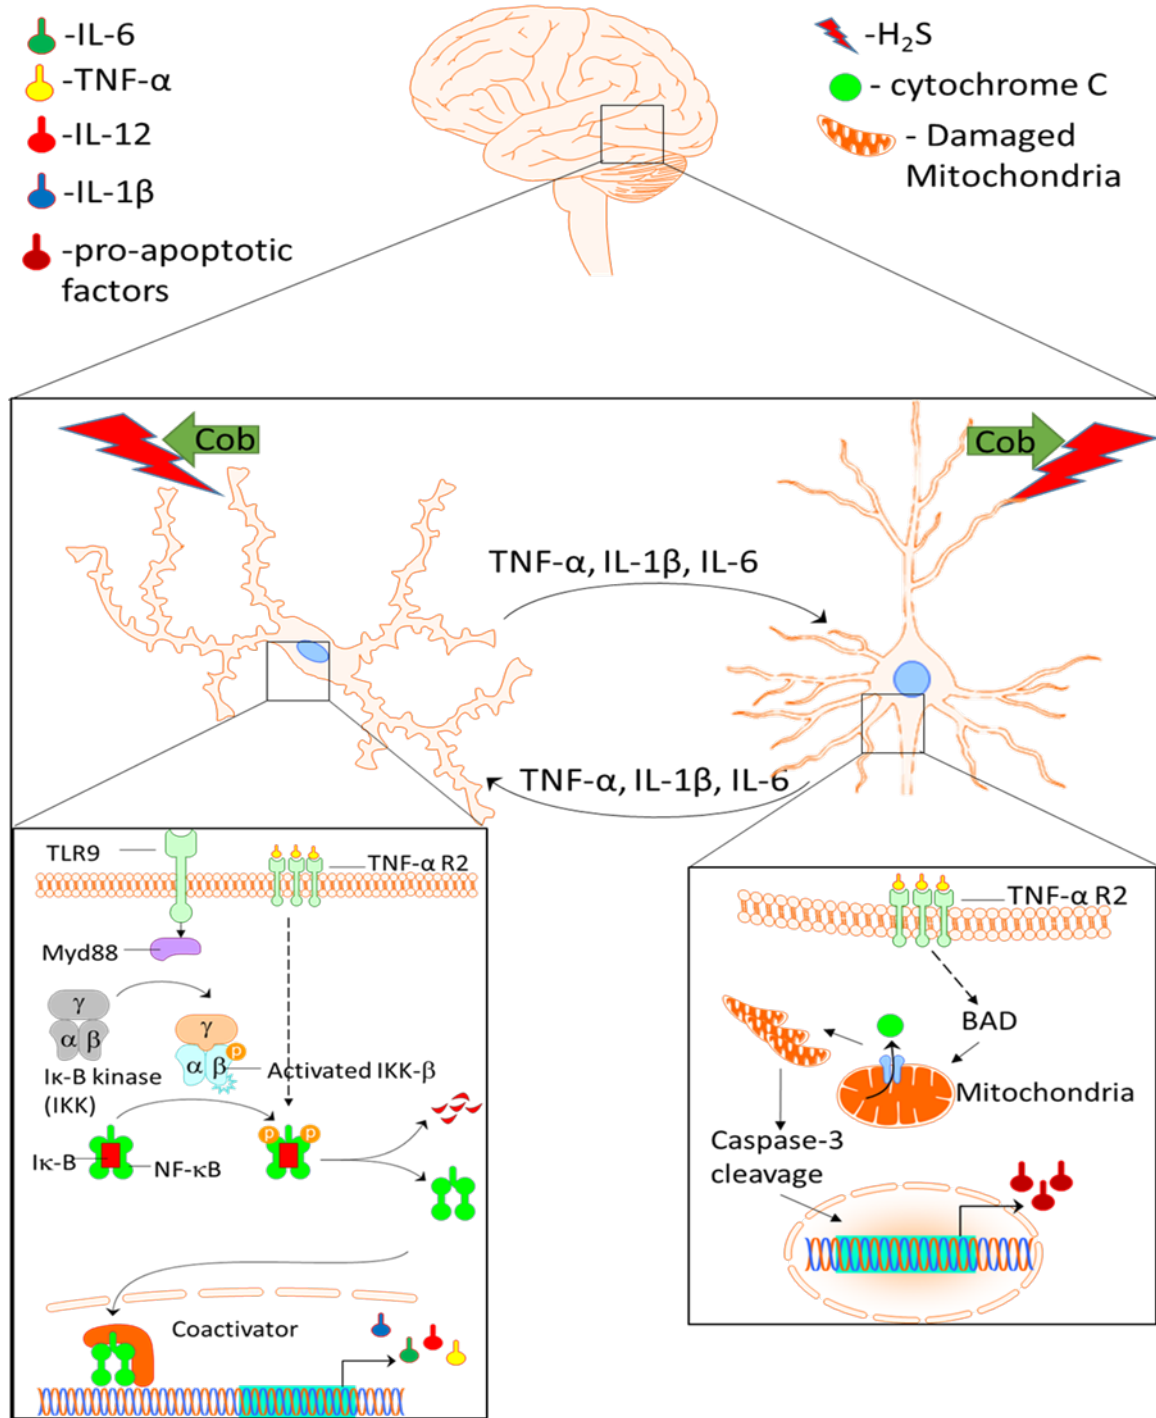 -IL-6
-TNF-α
-IL-12
-IL-1β
-pro-apoptotic
factors
-H₂S
- cytochrome C
- Damaged
Mitochondria
Cob
Cob
TNF-α, IL-1β, IL-6
TNF-α, IL-1β, IL-6
TLR9
TNF-α R2
Myd88
γ
α β
Iκ-B kinase
(IKK)
γ
α β
p
Activated IKK-β
Iκ-B
NF-κB
p p
Coactivator
TNF-α R2
BAD
Mitochondria
Caspase-3
cleavage